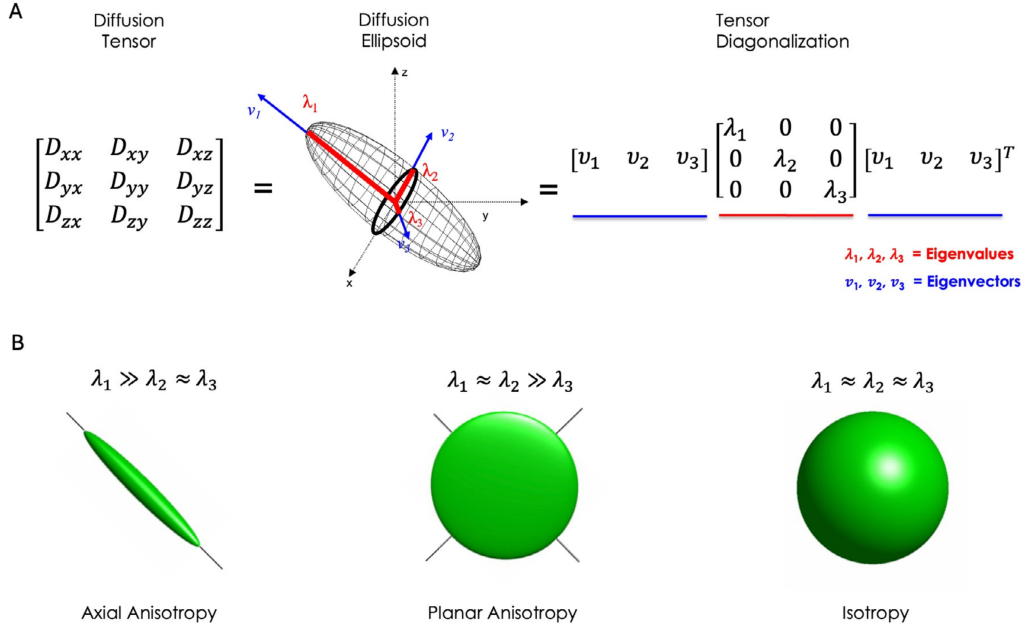 A
Diffusion
Tensor
Diffusion
Ellipsoid
Tensor
Diagonalization
z
y
x
v₁
λ₁
v₂
λ₂
λ₃
v₃
Dxx Dxy Dxz
Dyx Dyy Dyz
Dzx Dzy Dzz
=
=
[v₁ v₂ v₃]
λ₁ 0 0
0 λ₂ 0
0 0 λ₃
[v₁ v₂ v₃]ᵀ
λ₁, λ₂, λ₃ = Eigenvalues
v₁, v₂, v₃ = Eigenvectors
B
λ₁ ≫ λ₂ ≈ λ₃
λ₁ ≈ λ₂ ≫ λ₃
λ₁ ≈ λ₂ ≈ λ₃
Axial Anisotropy
Planar Anisotropy
Isotropy